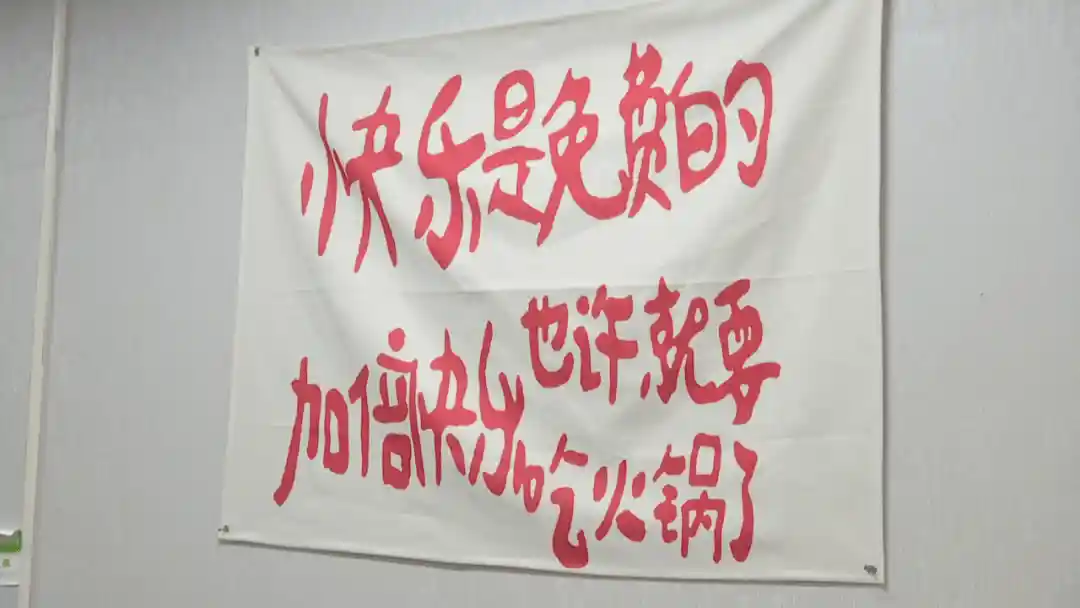 快乐是免费的
加倍快乐
也许就要
吃火锅了